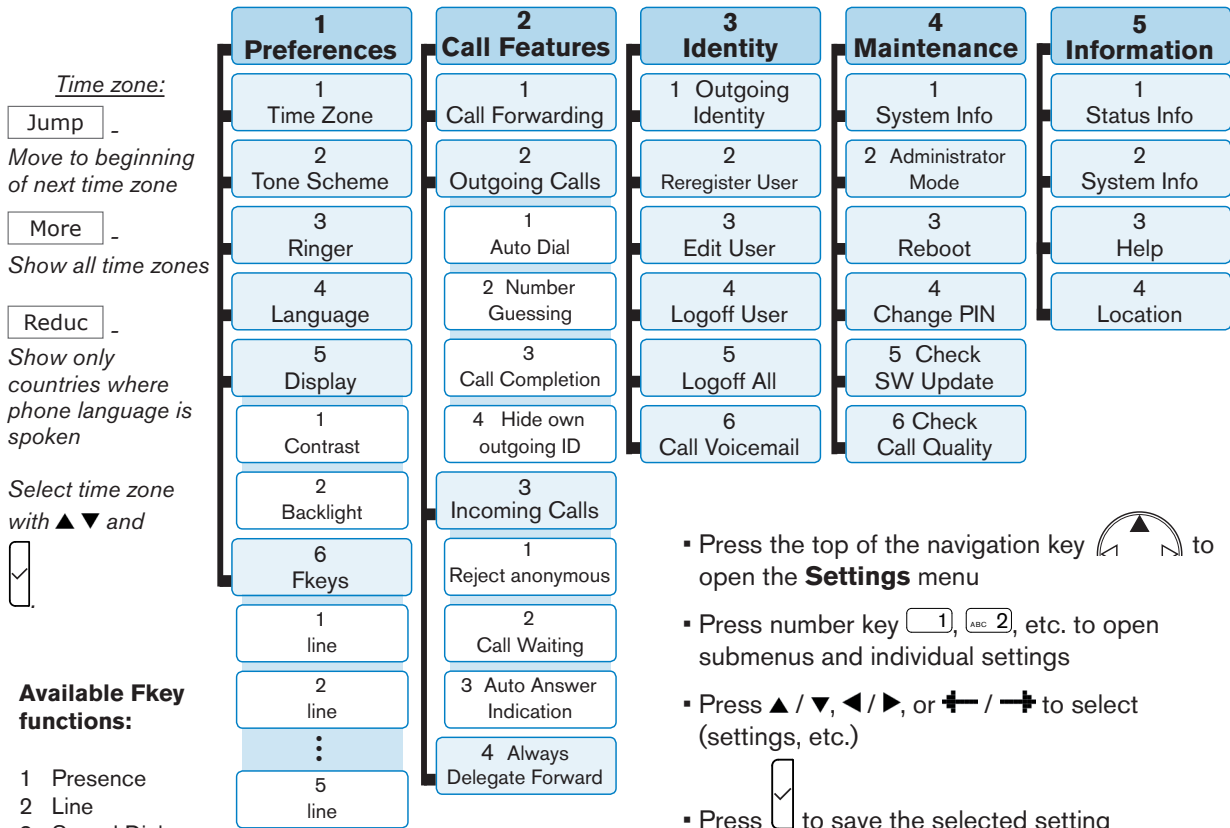 Time zone:
Jump -
Move to beginning
of next time zone
More -
Show all time zones
Reduc -
Show only
countries where
phone language is
spoken
Select time zone
with ▲ ▼ and
.
Available Fkey
functions:
1 Presence
2 Line
1
Preferences
1
Time Zone
2
Tone Scheme
3
Ringer
4
Language
5
Display
1
Contrast
2
Backlight
6
Fkeys
1
line
2
line
5
line
2
Call Features
1
Call Forwarding
2
Outgoing Calls
1
Auto Dial
2 Number
Guessing
3
Call Completion
4 Hide own
outgoing ID
3
Incoming Calls
1
Reject anonymous
2
Call Waiting
3 Auto Answer
Indication
4 Always
Delegate Forward
3
Identity
1 Outgoing
Identity
2
Reregister User
3
Edit User
4
Logoff User
5
Logoff All
6
Call Voicemail
4
Maintenance
1
System Info
2 Administrator
Mode
3
Reboot
4
Change PIN
5 Check
SW Update
6 Check
Call Quality
5
Information
1
Status Info
2
System Info
3
Help
4
Location
▪ Press the top of the navigation key to
open the Settings menu
▪ Press number key 1, ABC 2, etc. to open
submenus and individual settings
▪ Press ▲ / ▼, ◀ / ▶, or / to select
(settings, etc.)
▪ Press to save the selected setting